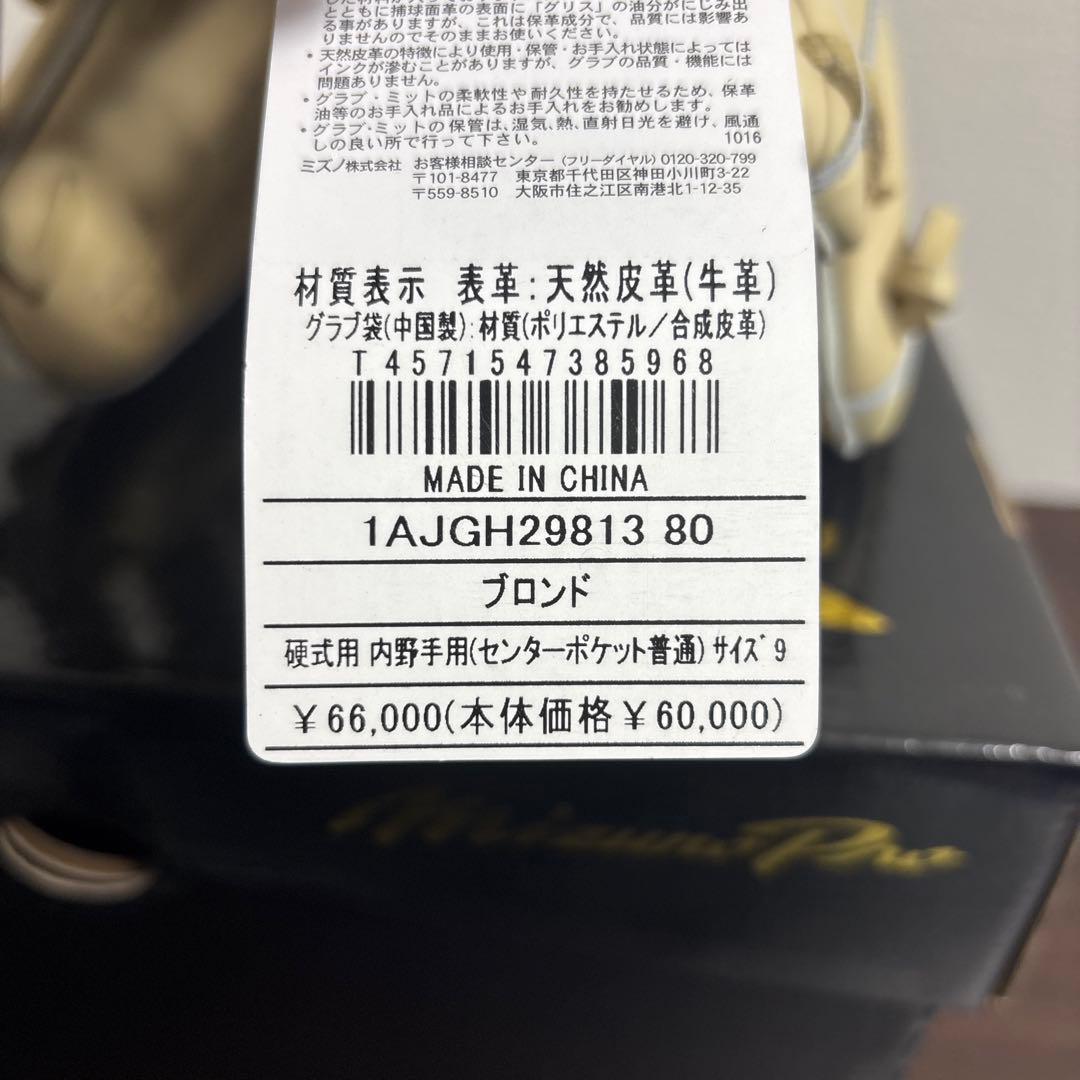 とともに捕球面革の表面に「グリス」の油分がにじみ出
る事がありますが、これは保革成分で、品質には影響あ
りませんのでそのままお使いください。
・天然皮革の特徴により使用・保管・お手入れ状態によっては
インクが滲むことがありますが、グラブの品質・機能には
問題ありません。
・グラブ・ミットの柔軟性や耐久性を持たせるため、保革
油等のお手入れ品によるお手入れをお勧めします。
・グラブ・ミットの保管は、湿気、熱、直射日光を避け、風通
しの良い所で行って下さい。 1016
ミズノ株式会社 お客様相談センター (フリーダイヤル) 0120-320-799
〒101-8477 東京都千代田区神田小川町3-22
〒559-8510 大阪市住之江区南港北1-12-35
材質表示 表革:天然皮革(牛革)
グラブ袋(中国製):材質(ポリエステル/合成皮革)
T 4571547385968
MADE IN CHINA
1AJGH29813 80
ブロンド
硬式用 内野手用(センターポケット普通) サイズ 9
¥66,000(本体価格¥60,000)
Mizuno Pro